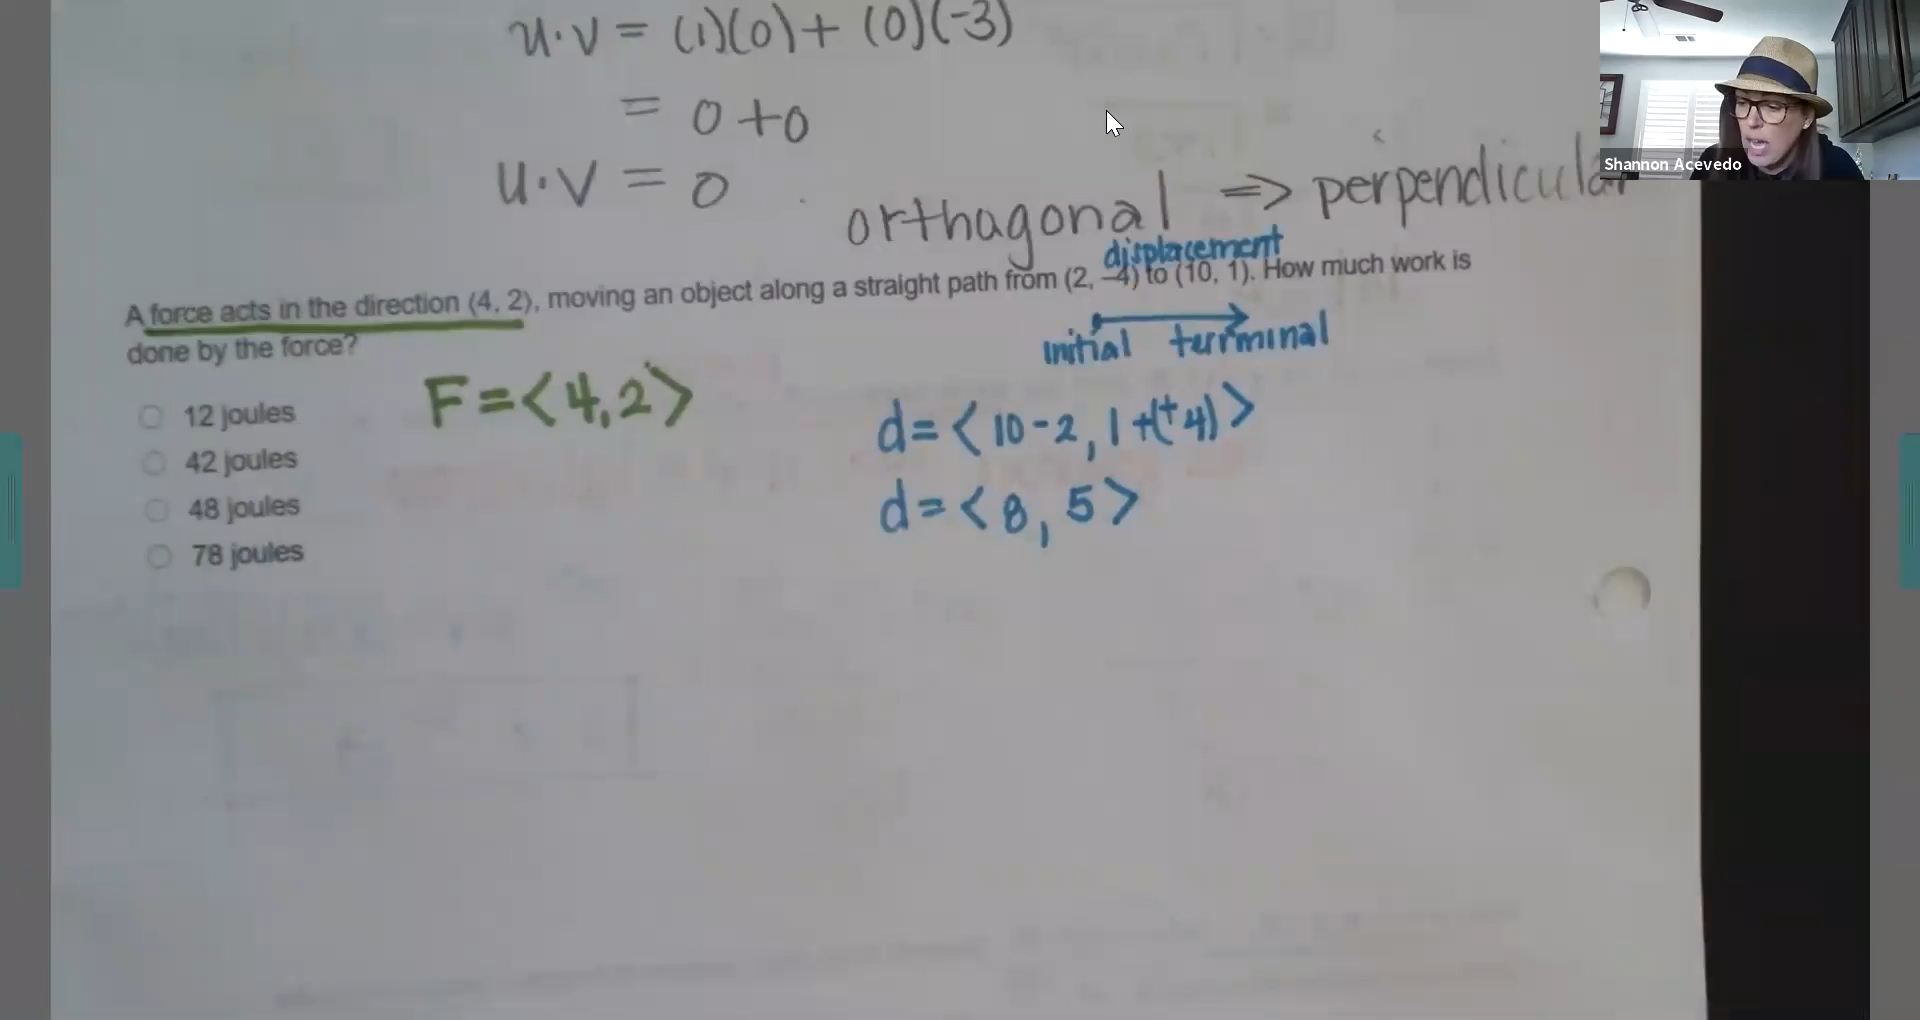 u·v = (1)(0) + (0)(-3)
= 0 + 0
u·v = 0
orthagonal => perpendicular
Shannon Acevedo
displacement
A force acts in the direction ⟨4, 2⟩, moving an object along a straight path from (2, –4) to (10, 1). How much work is
done by the force?
initial terminal
12 joules
42 joules
48 joules
78 joules
F = <4, 2>
d = <10-2, 1+(+4)>
d = <8, 5>